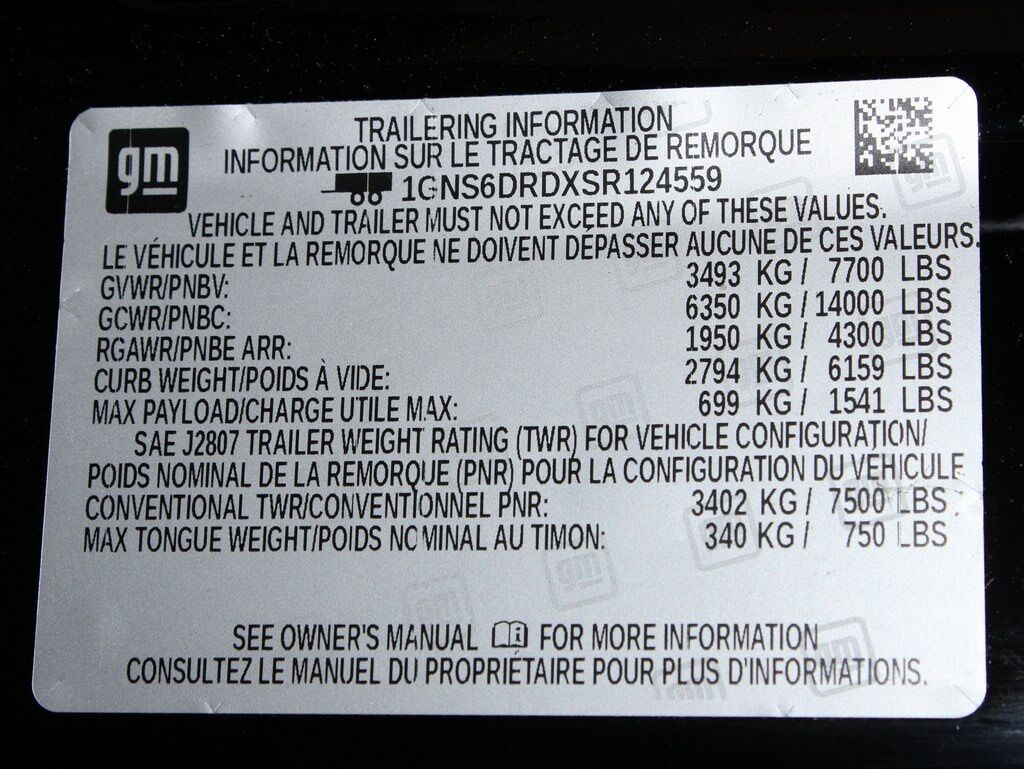 gm
TRAILERING INFORMATION
INFORMATION SUR LE TRACTAGE DE REMORQUE
1GNS6DRDXSR124559
VEHICLE AND TRAILER MUST NOT EXCEED ANY OF THESE VALUES.
LE VÉHICULE ET LA REMORQUE NE DOIVENT DÉPASSER AUCUNE DE CES VALEURS.
GVWR/PNBV: 3493 KG / 7700 LBS
GCWR/PNBC: 6350 KG / 14000 LBS
RGAWR/PNBE ARR: 1950 KG / 4300 LBS
CURB WEIGHT/POIDS À VIDE: 2794 KG / 6159 LBS
MAX PAYLOAD/CHARGE UTILE MAX: 699 KG / 1541 LBS
SAE J2807 TRAILER WEIGHT RATING (TWR) FOR VEHICLE CONFIGURATION/
POIDS NOMINAL DE LA REMORQUE (PNR) POUR LA CONFIGURATION DU VÉHICULE
CONVENTIONAL TWR/CONVENTIONNEL PNR: 3402 KG / 7500 LBS
MAX TONGUE WEIGHT/POIDS NOMINAL AU TIMON: 340 KG / 750 LBS
SEE OWNER'S MANUAL FOR MORE INFORMATION
CONSULTEZ LE MANUEL DU PROPRIÉTAIRE POUR PLUS D'INFORMATIONS.